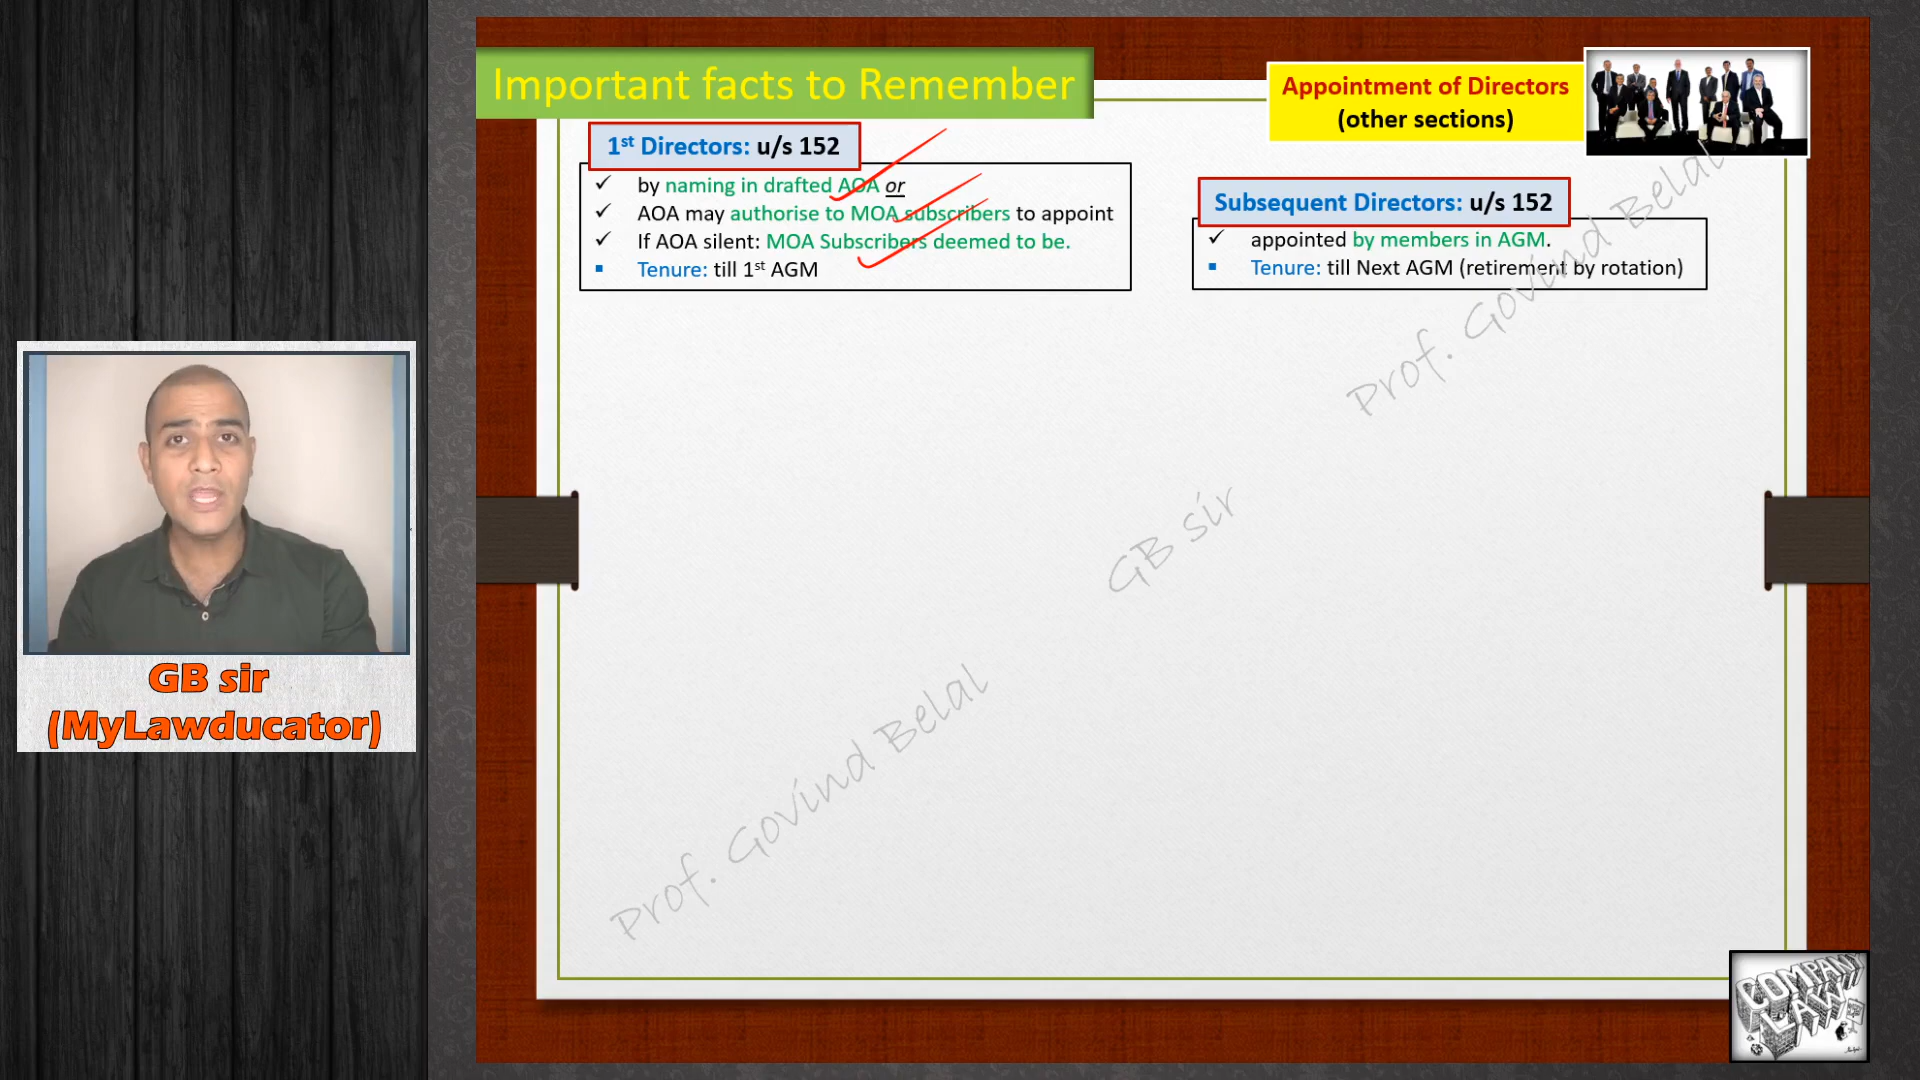 Important facts to Remember
Appointment of Directors
(other sections)
1st Directors: u/s 152
✓ by naming in drafted AOA or
✓ AOA may authorise to MOA subscribers to appoint
✓ If AOA silent: MOA Subscribers deemed to be.
▪ Tenure: till 1st AGM
Subsequent Directors: u/s 152
✓ appointed by members in AGM.
▪ Tenure: till Next AGM (retirement by rotation)
Prof. Govind Belal
GB sir
Prof. Govind Belal
GB sir
(MyLawducator)
COMPANY
LAW